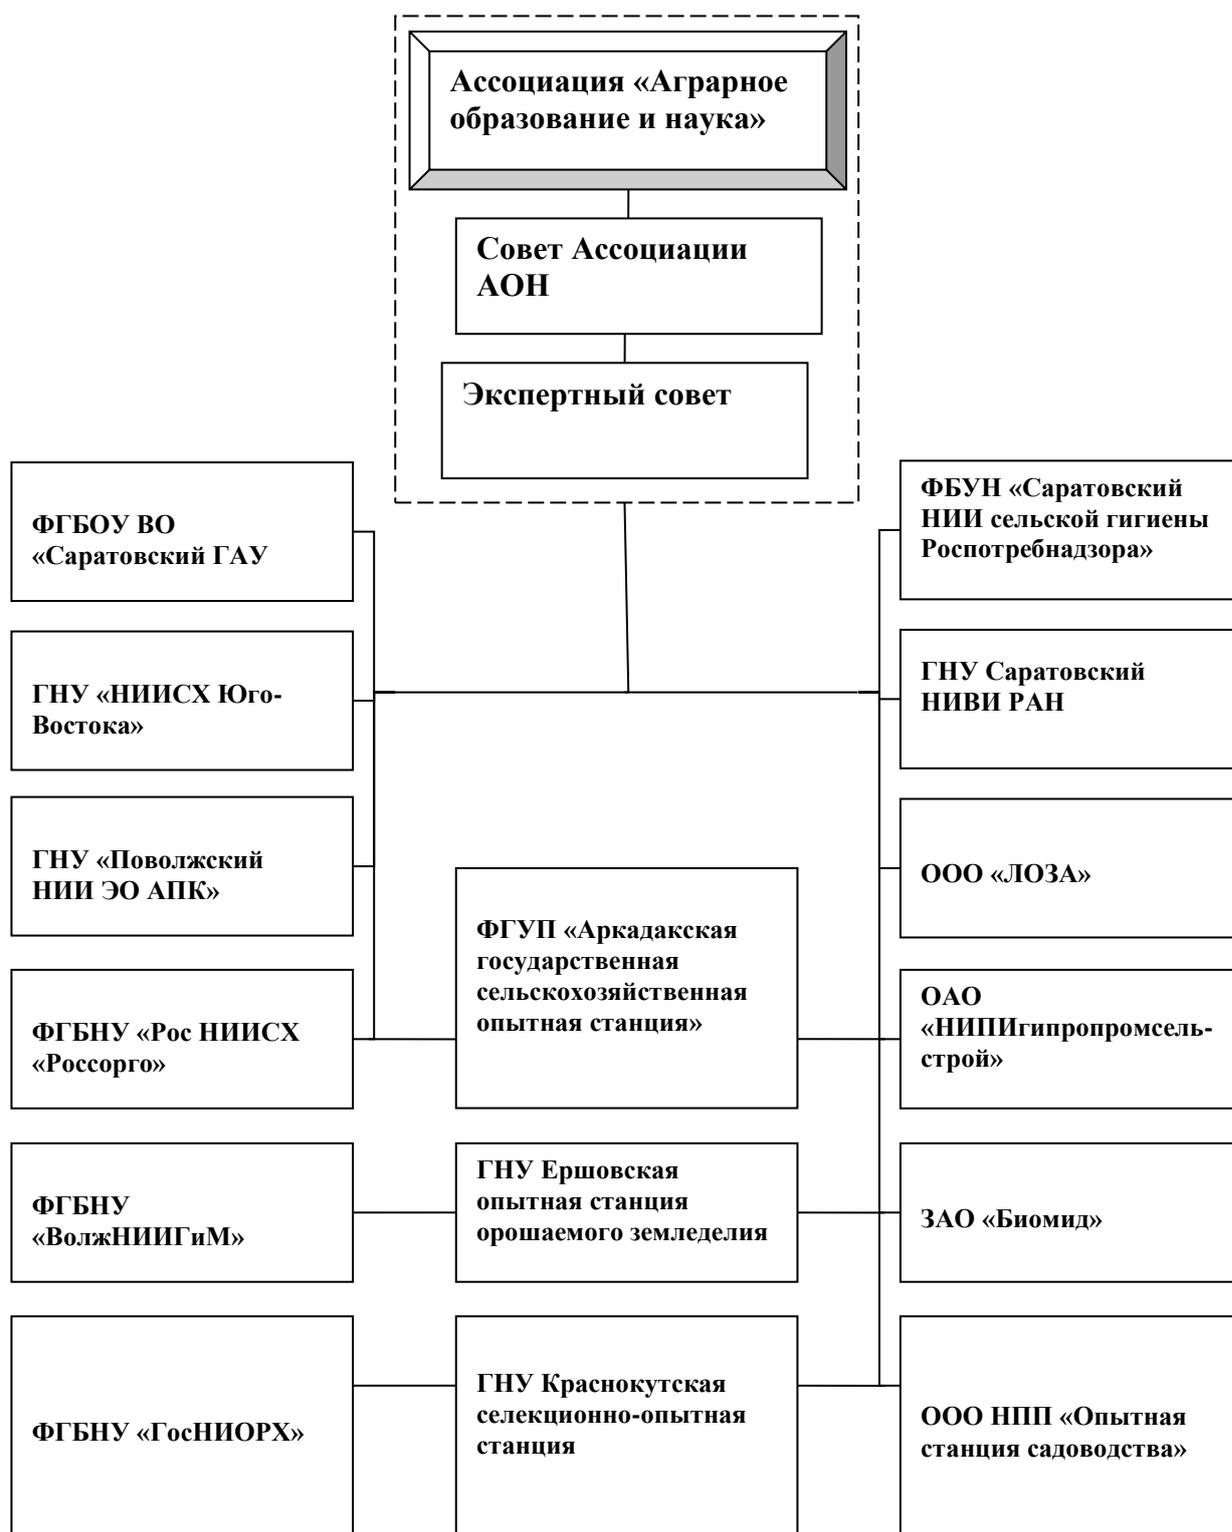 Ассоциация «Аграрное
образование и наука»
Совет Ассоциации
АОН
Экспертный совет
ФГБОУ ВО
«Саратовский ГАУ
ГНУ «НИИСХ Юго-
Востока»
ГНУ «Поволжский
НИИ ЭО АПК»
ФГБНУ «Рос НИИСХ
«Россорго»
ФГБНУ
«ВолжНИИГиМ»
ФГБНУ «ГосНИОРХ»
ФГУП «Аркадакская
государственная
сельскохозяйственная
опытная станция»
ГНУ Ершовская
опытная станция
орошаемого земледелия
ГНУ Краснокутская
селекционно-опытная
станция
ФБУН «Саратовский
НИИ сельской гигиены
Роспотребнадзора»
ГНУ Саратовский
НИВИ РАН
ООО «ЛОЗА»
ОАО
«НИПИгипропромсель-
строй»
ЗАО «Биомид»
ООО НПП «Опытная
станция садоводства»